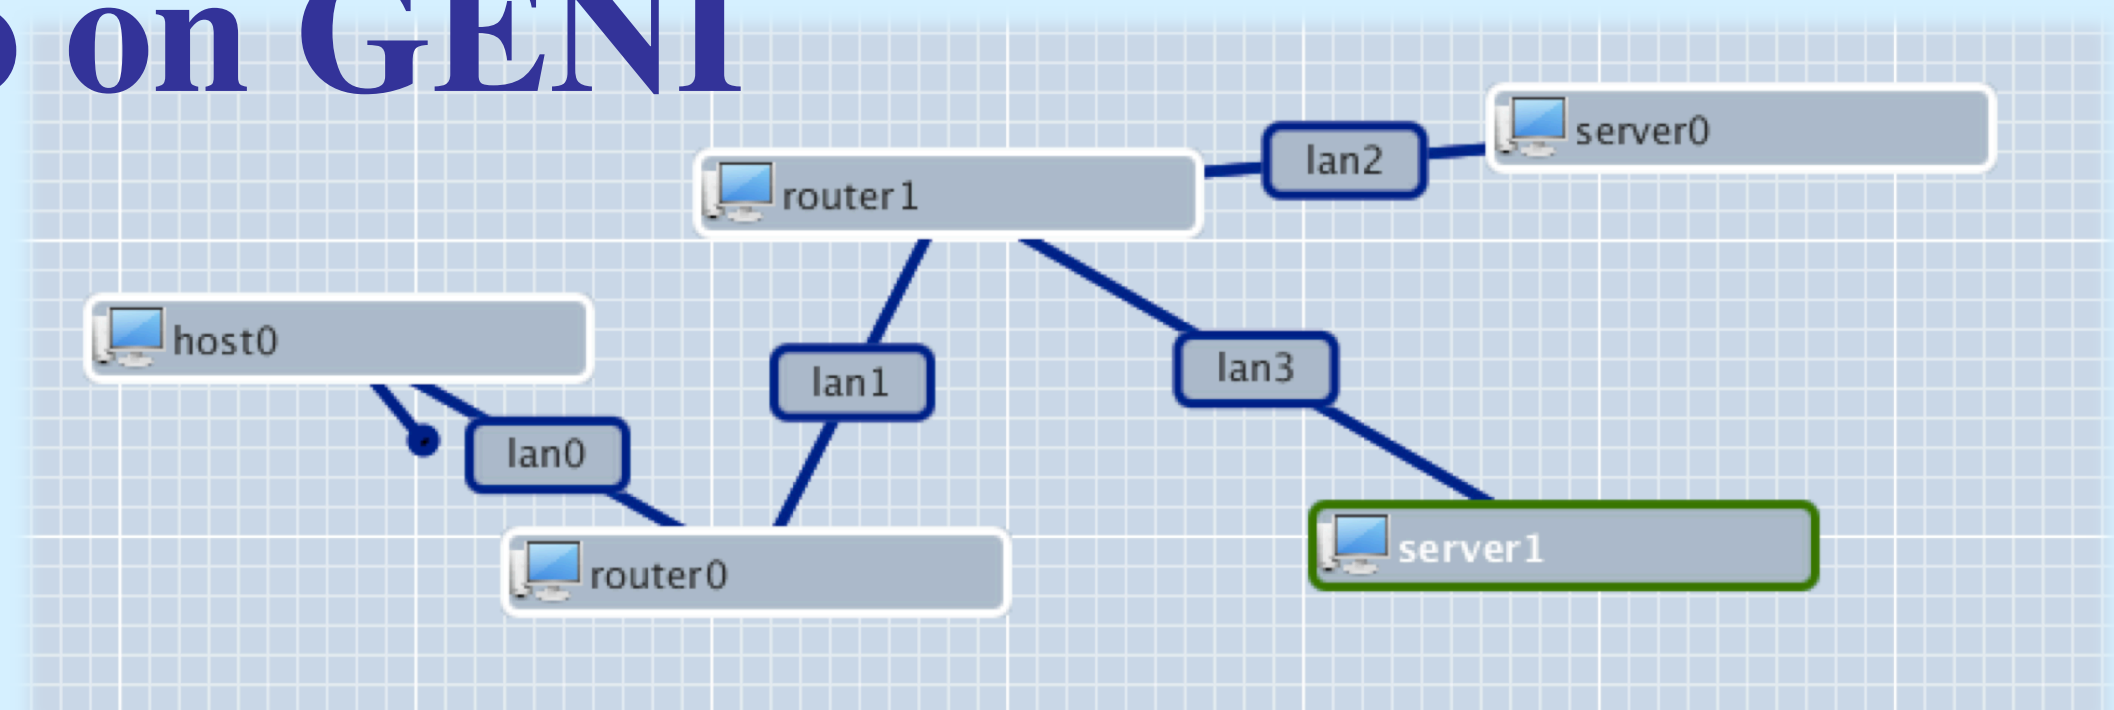 on GENI
server0
lan2
router1
host0
lan1
lan3
lan0
server1
router0